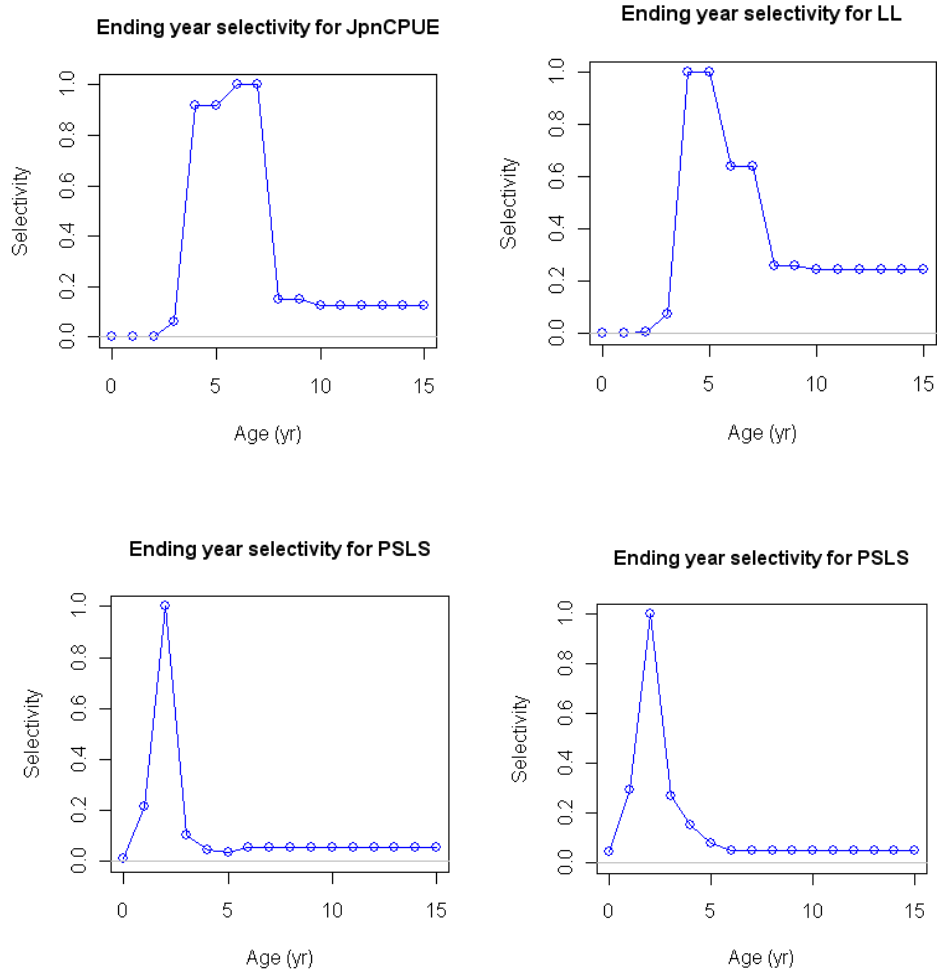 Ending year selectivity for JpnCPUE
Selectivity
0.0 0.2 0.4 0.6 0.8 1.0
0 5 10 15
Age (yr)
Ending year selectivity for LL
Selectivity
0.0 0.2 0.4 0.6 0.8 1.0
0 5 10 15
Age (yr)
Ending year selectivity for PSLS
Selectivity
0.0 0.2 0.4 0.6 0.8 1.0
0 5 10 15
Age (yr)
Ending year selectivity for PSLS
Selectivity
0.0 0.2 0.4 0.6 0.8 1.0
0 5 10 15
Age (yr)